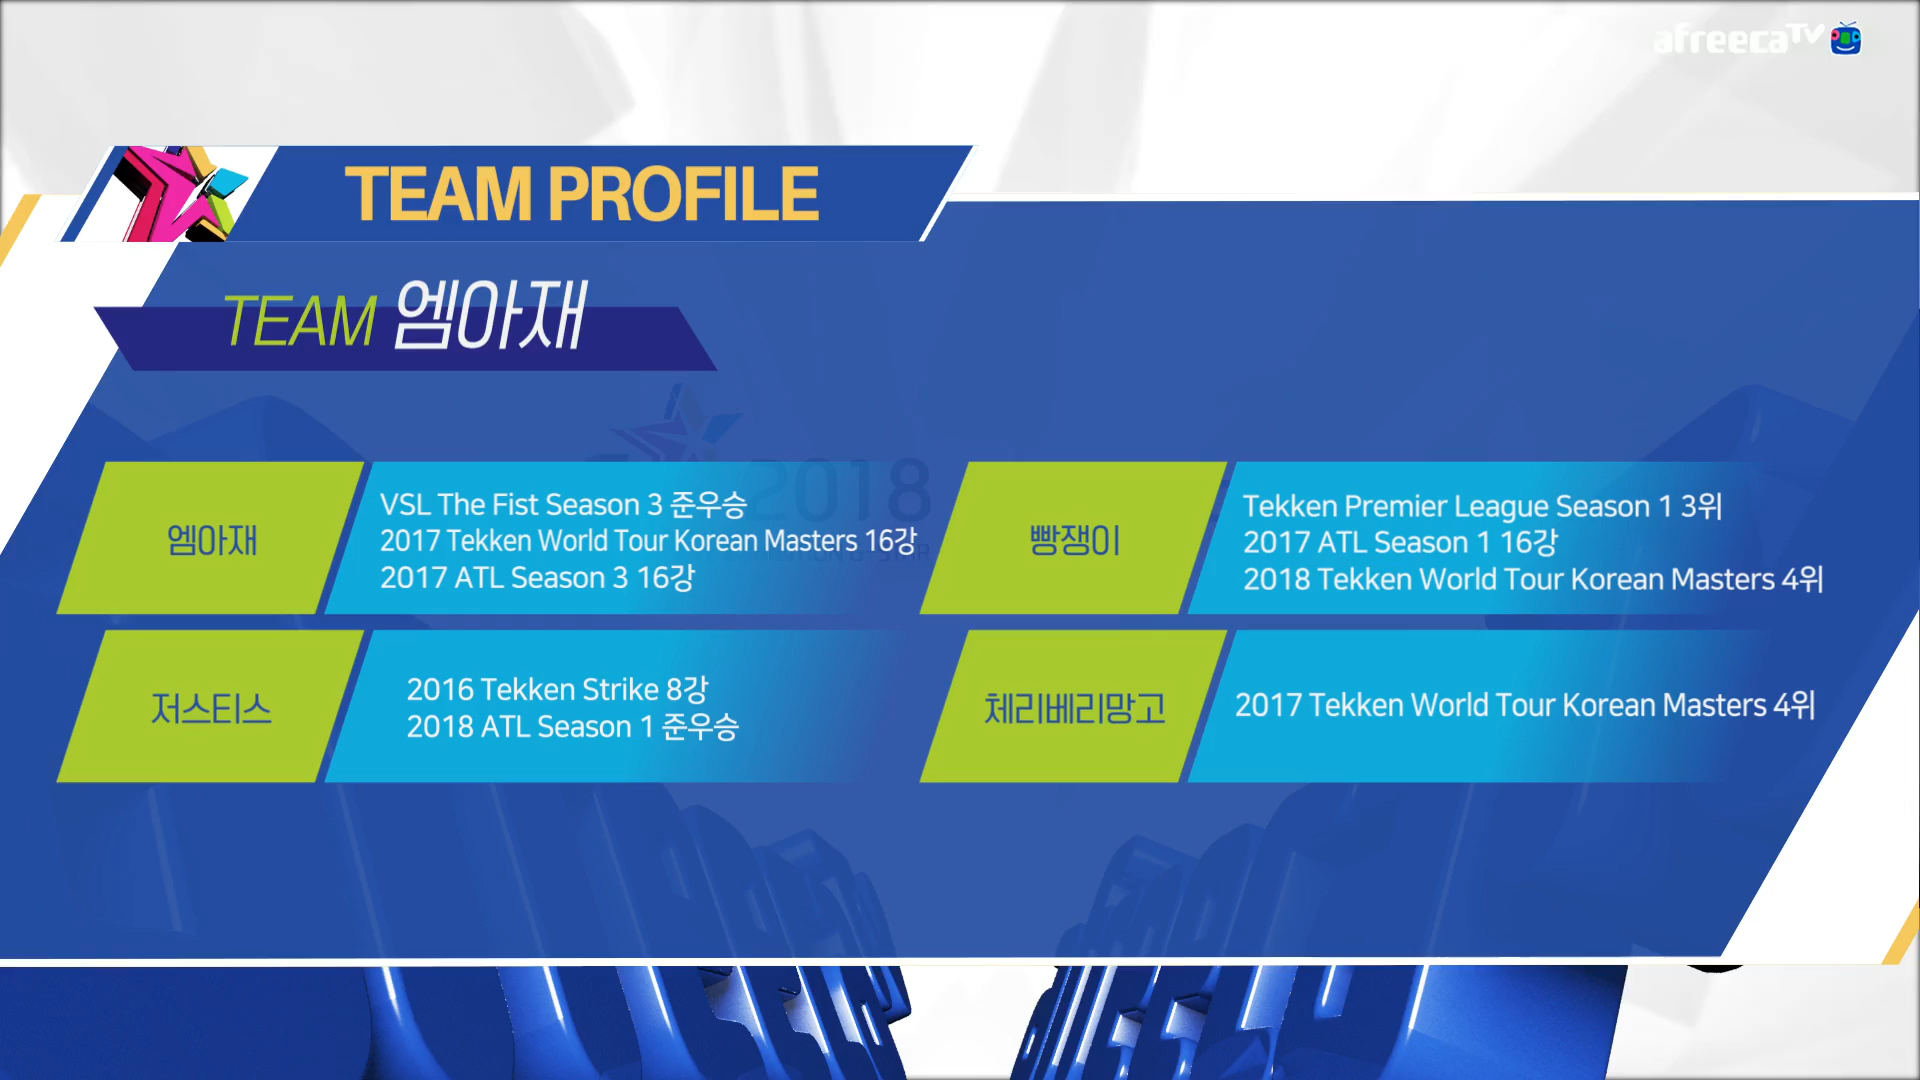 afreecaTV
TEAM PROFILE
TEAM 엠아재
2018
엠아재
VSL The Fist Season 3 준우승
2017 Tekken World Tour Korean Masters 16강
2017 ATL Season 3 16강
빵쟁이
Tekken Premier League Season 1 3위
2017 ATL Season 1 16강
2018 Tekken World Tour Korean Masters 4위
저스티스
2016 Tekken Strike 8강
2018 ATL Season 1 준우승
체리베리망고
2017 Tekken World Tour Korean Masters 4위